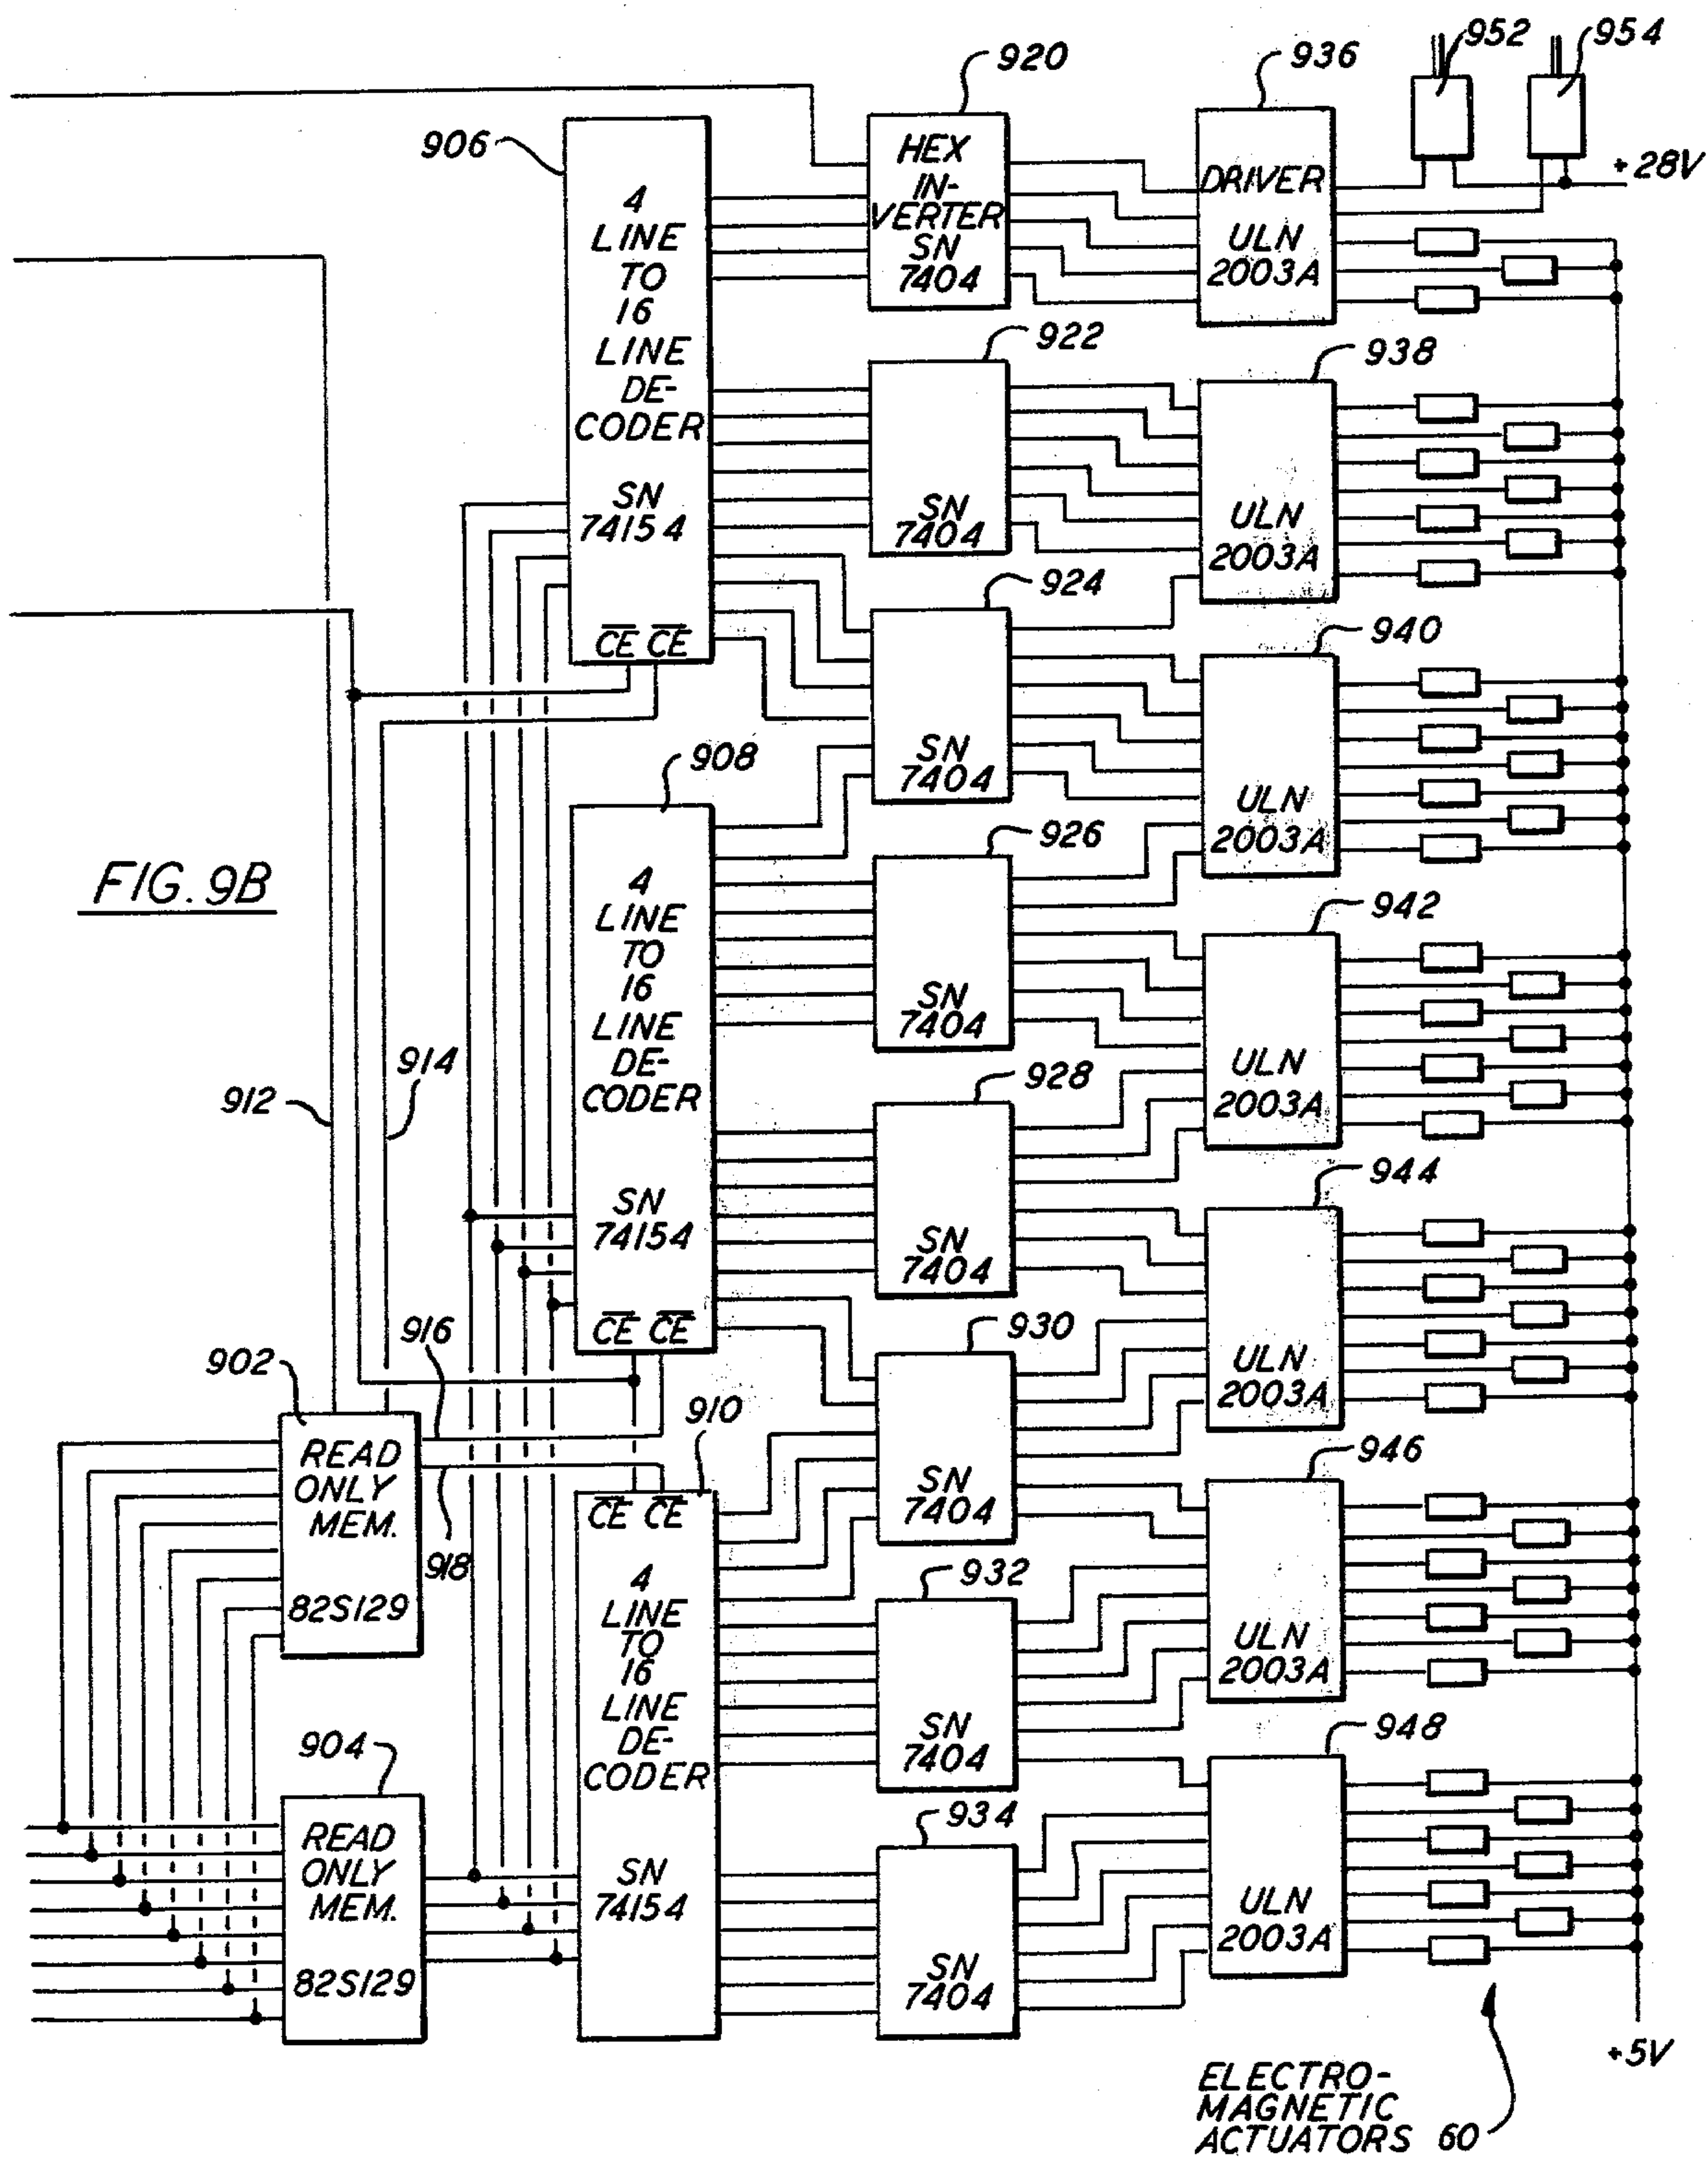 952
954
920
936
906
+28V
HEX
IN-
VERTER
SN
7404
DRIVER
ULN
2003A
4
LINE
TO
16
LINE
DE-
CODER
SN
74154
CE CE
922
SN
7404
938
ULN
2003A
924
SN
7404
940
ULN
2003A
908
4
LINE
TO
16
LINE
DE-
CODER
SN
74154
CE CE
FIG. 9B
926
SN
7404
942
ULN
2003A
912
914
928
SN
7404
944
ULN
2003A
916
902
READ
ONLY
MEM.
82S129
918
930
SN
7404
910
CE CE
4
LINE
TO
16
LINE
DE-
CODER
SN
74154
946
ULN
2003A
932
SN
7404
904
READ
ONLY
MEM.
82S129
948
ULN
2003A
934
SN
7404
+5V
ELECTRO-
MAGNETIC
ACTUATORS 60